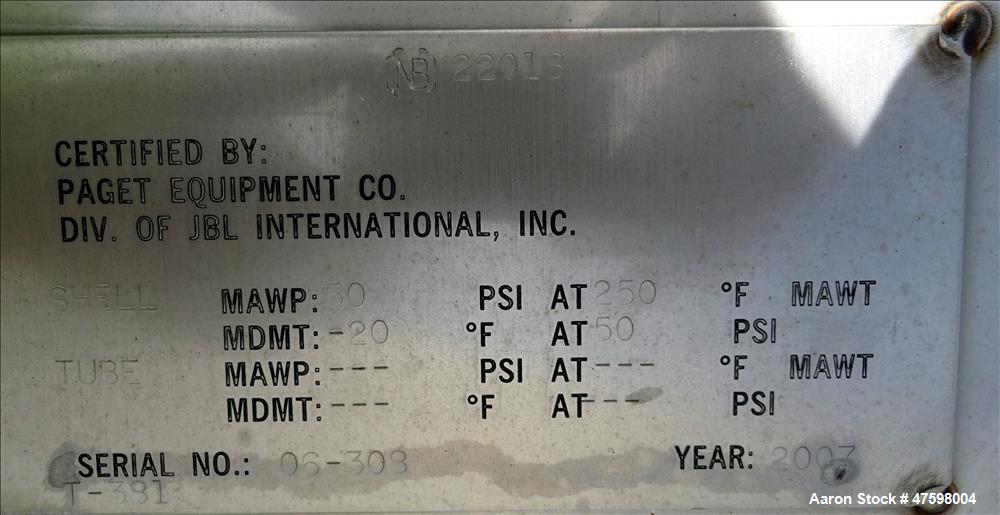 NB 22018
CERTIFIED BY:
PAGET EQUIPMENT CO.
DIV. OF JBL INTERNATIONAL, INC.
SHELL MAWP: 50 PSI AT 250 °F MAWT
MDMT: -20 °F AT 50 PSI
TUBE MAWP: --- PSI AT --- °F MAWT
MDMT: --- °F AT --- PSI
SERIAL NO.: 06-308 YEAR: 2007
T-381
Aaron Stock # 47598004